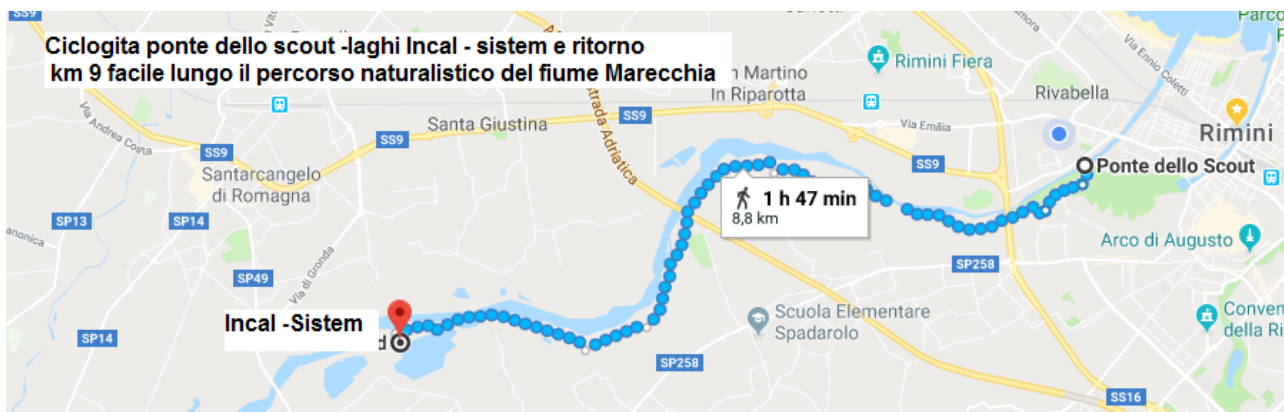 SS9
Ciclogita ponte dello scout -laghi Incal - sistem e ritorno
km 9 facile lungo il percorso naturalistico del fiume Marecchia
Parco
Via Ennio Coletti
Rimini Fiera
n Martino
In Riparotta
Rivabella
Via Andrea Costa
SS9
Santa Giustina
SS9
Via Emilia
SS9
Rimini
SS9
Santarcangelo
di Romagna
strada Adriatica
Ponte dello Scout
1 h 47 min
8,8 km
SP13
SP14
anonica
Arco di Augusto
SP49
Via di Gronda
SP258
Incal -Sistem
d
Scuola Elementare
Spadarolo
Conven
della Ri
SP14
SP258
SS16